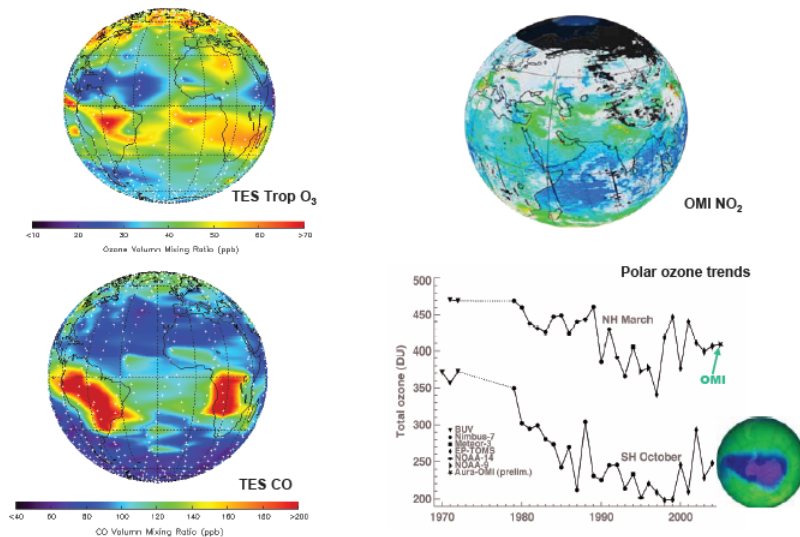 TES Trop O3
<10 20 30 40 50 60 >70
Ozone Volumn Mixing Ratio (ppb)
OMI NO2
TES CO
<40 60 80 100 120 140 160 180 >200
CO Volumn Mixing Ratio (ppb)
Polar ozone trends
500
450
400
350
300
250
200
Total ozone (DU)
NH March
OMI
SH October
BUV
Nimbus-7
Meteor-3
EP-TOMS
NOAA-14
NOAA-9
Aura-OMI (prelim.)
1970 1980 1990 2000